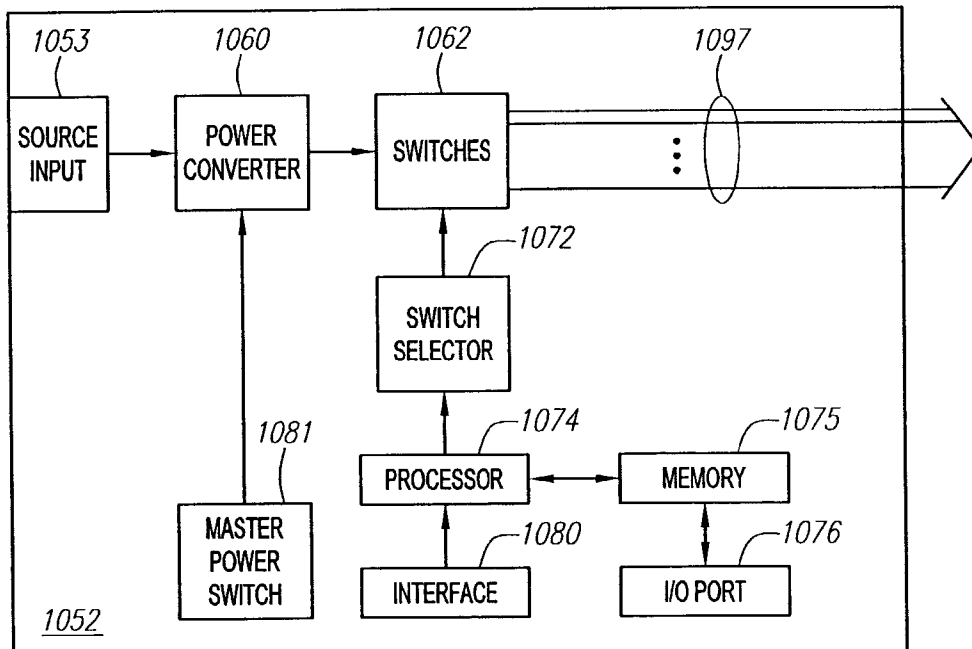 1053
1060
1062
1097
SOURCE
INPUT
POWER
CONVERTER
SWITCHES
1072
SWITCH
SELECTOR
1081
1074
1075
PROCESSOR
MEMORY
MASTER
POWER
SWITCH
1080
1076
INTERFACE
I/O PORT
1052